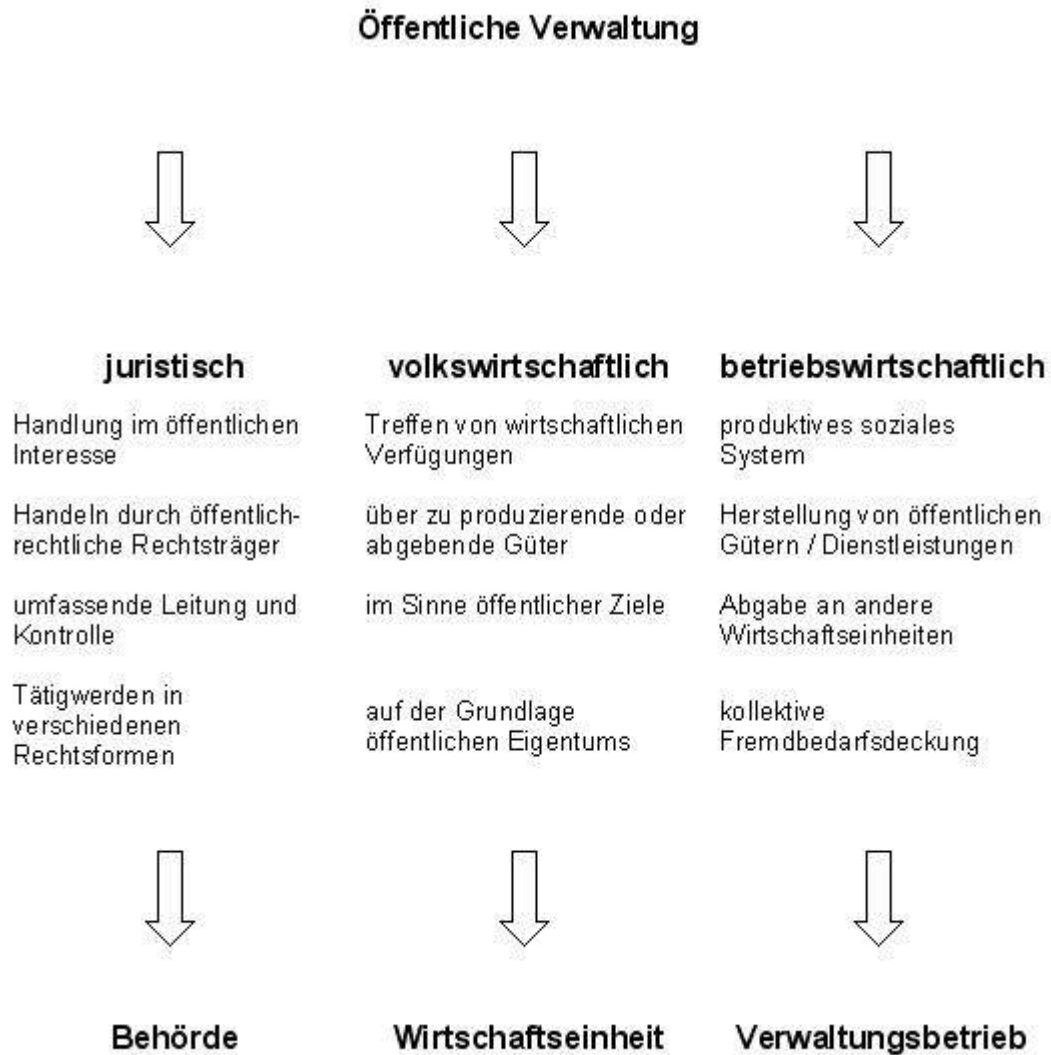 Öffentliche Verwaltung
juristisch
Handlung im öffentlichen
Interesse
Handeln durch öffentlich-
rechtliche Rechtsträger
umfassende Leitung und
Kontrolle
Tätigwerden in
verschiedenen
Rechtsformen
Behörde
volkswirtschaftlich
Treffen von wirtschaftlichen
Verfügungen
über zu produzierende oder
abgebende Güter
im Sinne öffentlicher Ziele
auf der Grundlage
öffentlichen Eigentums
Wirtschaftseinheit
betriebswirtschaftlich
produktives soziales
System
Herstellung von öffentlichen
Gütern / Dienstleistungen
Abgabe an andere
Wirtschaftseinheiten
kollektive
Fremdbedarfsdeckung
Verwaltungsbetrieb